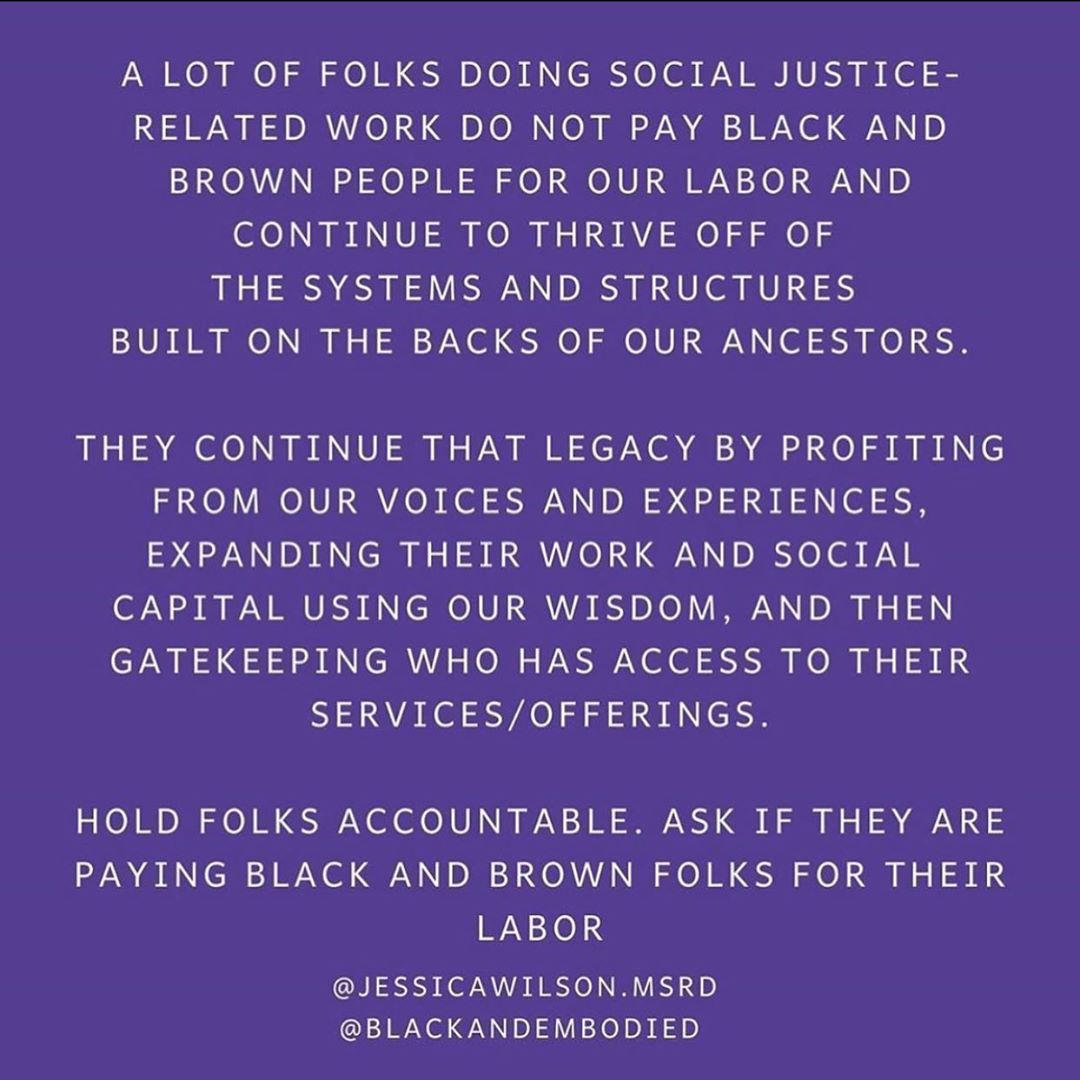 A LOT OF FOLKS DOING SOCIAL JUSTICE-
RELATED WORK DO NOT PAY BLACK AND
BROWN PEOPLE FOR OUR LABOR AND
CONTINUE TO THRIVE OFF OF
THE SYSTEMS AND STRUCTURES
BUILT ON THE BACKS OF OUR ANCESTORS.
THEY CONTINUE THAT LEGACY BY PROFITING
FROM OUR VOICES AND EXPERIENCES,
EXPANDING THEIR WORK AND SOCIAL
CAPITAL USING OUR WISDOM, AND THEN
GATEKEEPING WHO HAS ACCESS TO THEIR
SERVICES/OFFERINGS.
HOLD FOLKS ACCOUNTABLE. ASK IF THEY ARE
PAYING BLACK AND BROWN FOLKS FOR THEIR
LABOR
@JESSICAWILSON.MSRD
@BLACKANDEMBODIED